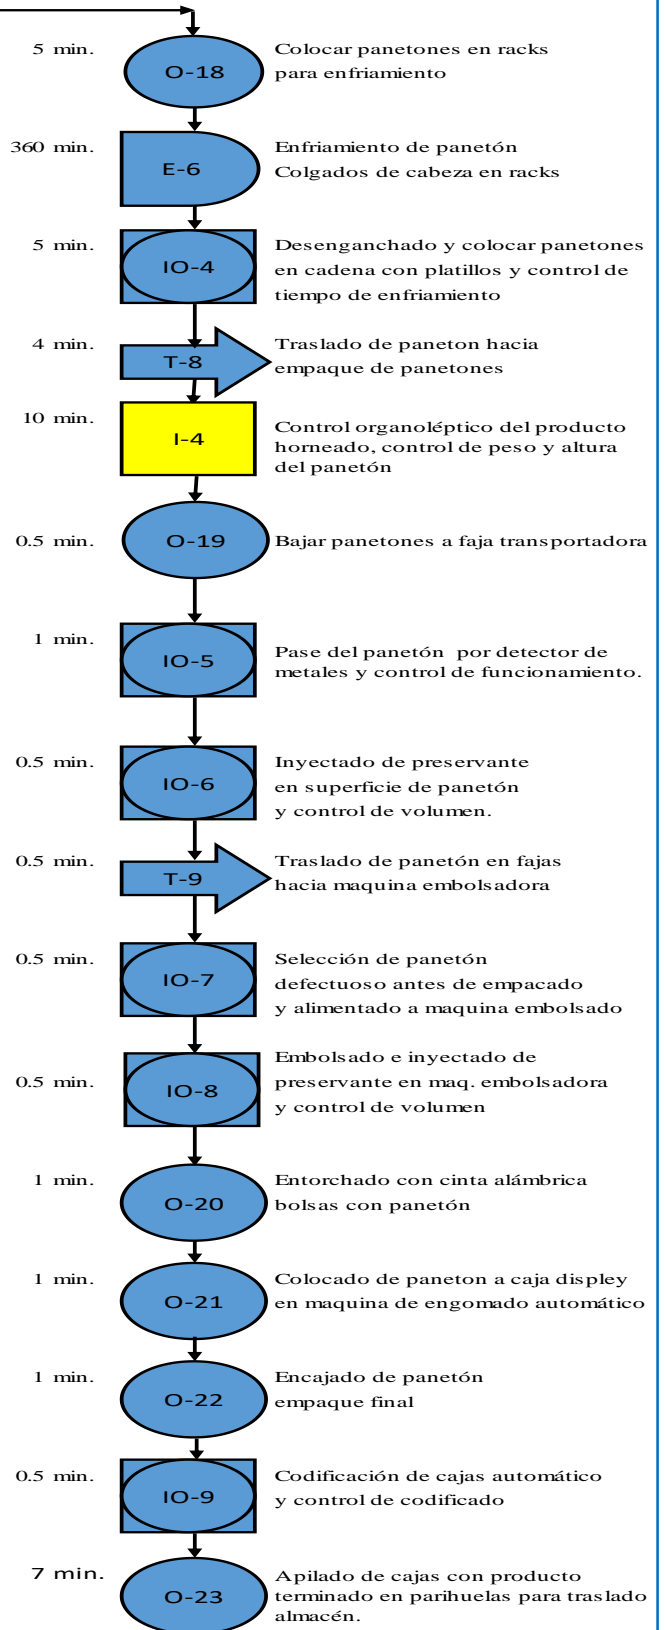 5 min.
O-18
Colocar panetones en racks
para enfriamiento
360 min.
E-6
Enfriamiento de panetón
Colgados de cabeza en racks
5 min.
IO-4
Desenganchado y colocar panetones
en cadena con platillos y control de
tiempo de enfriamiento
4 min.
T-8
Traslado de paneton hacia
empaque de panetones
10 min.
I-4
Control organoléptico del producto
horneado, control de peso y altura
del panetón
0.5 min.
O-19
Bajar panetones a faja transportadora
1 min.
IO-5
Pase del panetón por detector de
metales y control de funcionamiento.
0.5 min.
IO-6
Inyectado de preservante
en superficie de panetón
y control de volumen.
0.5 min.
T-9
Traslado de panetón en fajas
hacia maquina embolsadora
0.5 min.
IO-7
Selección de panetón
defectuoso antes de empacado
y alimentado a maquina embolsado
0.5 min.
IO-8
Embolsado e inyectado de
preservante en maq. embolsadora
y control de volumen
1 min.
O-20
Entorchado con cinta alámbrica
bolsas con panetón
1 min.
O-21
Colocado de paneton a caja displey
en maquina de engomado automático
1 min.
O-22
Encajado de panetón
empaque final
0.5 min.
IO-9
Codificación de cajas automático
y control de codificado
7 min.
O-23
Apilado de cajas con producto
terminado en parihuelas para traslado
almacén.